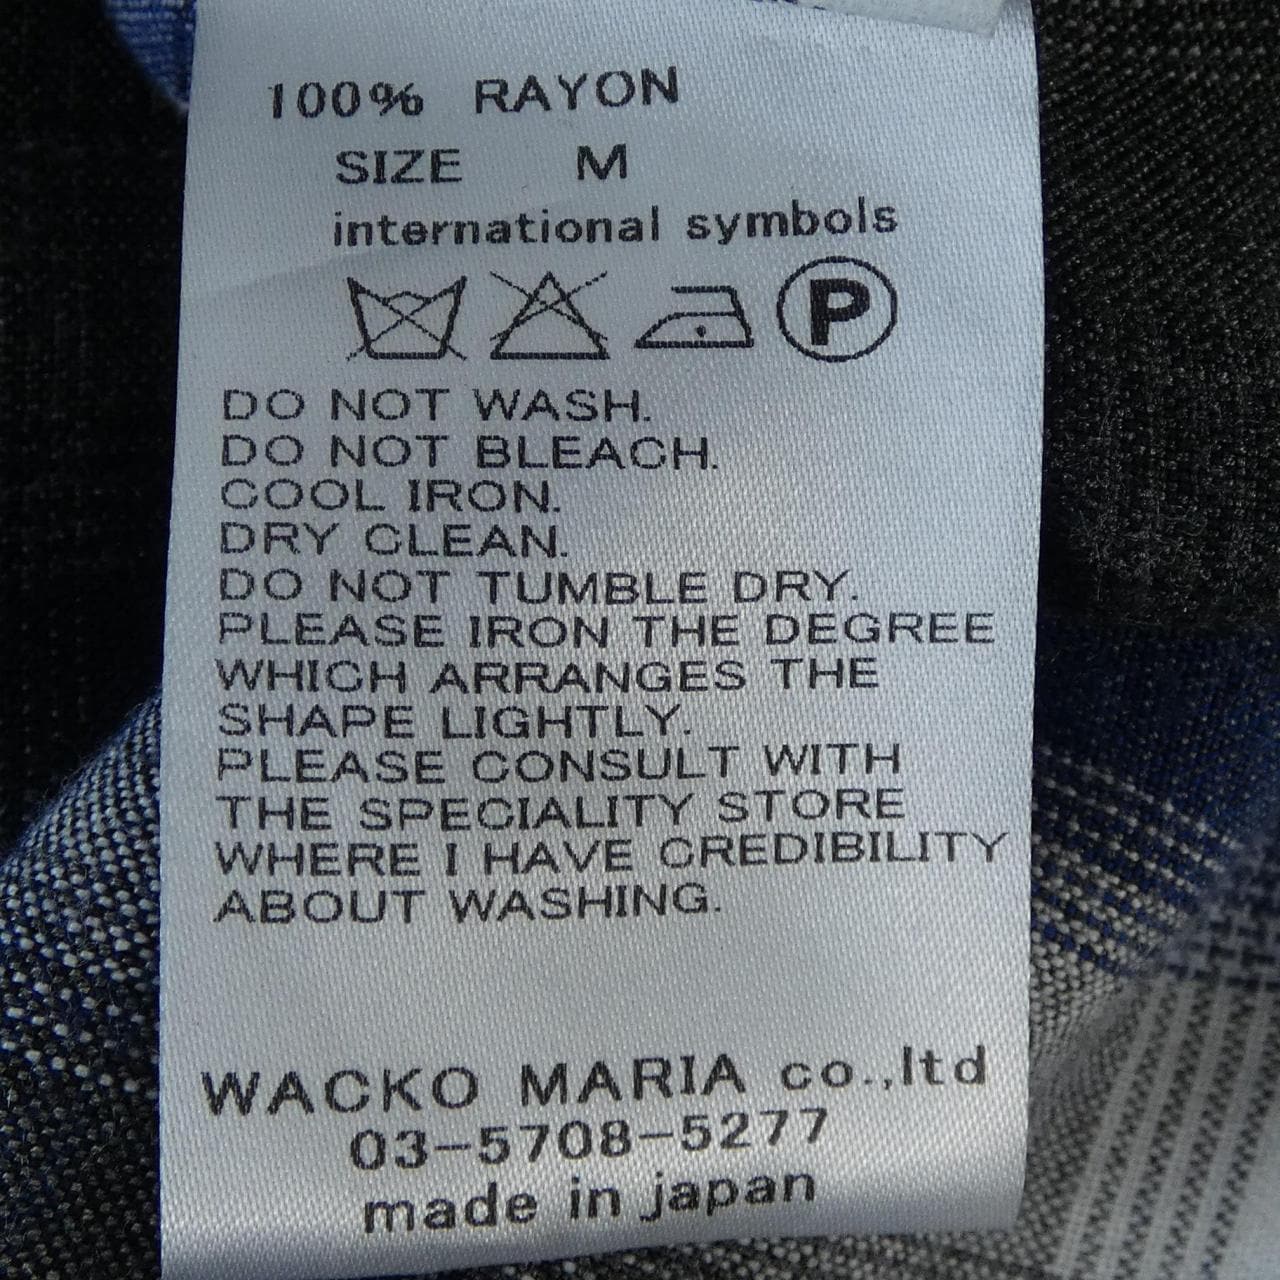 100% RAYON
SIZE M
international symbols
P
DO NOT WASH.
DO NOT BLEACH.
COOL IRON.
DRY CLEAN.
DO NOT TUMBLE DRY.
PLEASE IRON THE DEGREE
WHICH ARRANGES THE
SHAPE LIGHTLY.
PLEASE CONSULT WITH
THE SPECIALITY STORE
WHERE I HAVE CREDIBILITY
ABOUT WASHING.
WACKO MARIA co.,ltd
03-5708-5277
made in japan